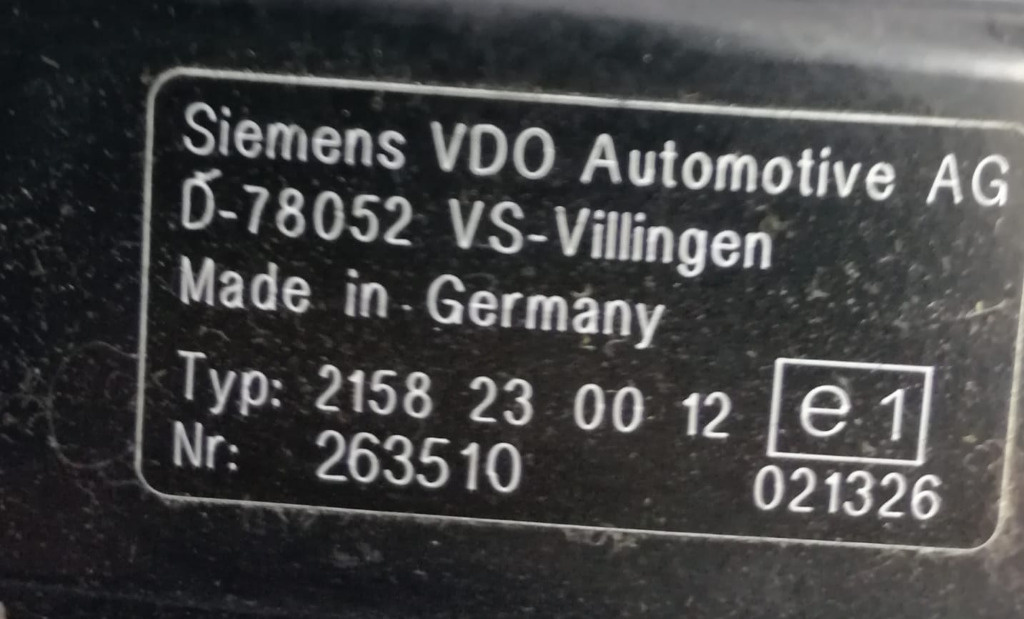 Siemens VDO Automotive AG
D-78052 VS-Villingen
Made in Germany
Typ: 2158 23 00 12 e 1
Nr: 263510 021326